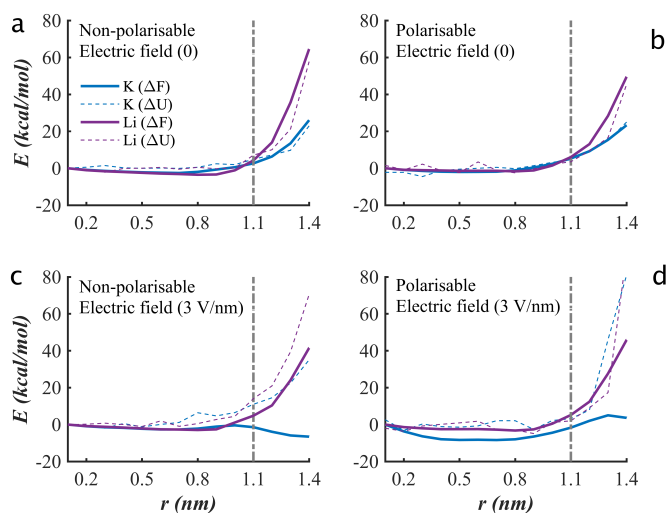 a
Non-polarisable
Electric field (0)
K (ΔF)
K (ΔU)
Li (ΔF)
Li (ΔU)
E (kcal/mol)
80
60
40
20
0
-20
0.2 0.5 0.8 1.1 1.4
b
Polarisable
Electric field (0)
80
60
40
20
0
-20
0.2 0.5 0.8 1.1 1.4
c
Non-polarisable
Electric field (3 V/nm)
E (kcal/mol)
80
60
40
20
0
-20
0.2 0.5 0.8 1.1 1.4
r (nm)
d
Polarisable
Electric field (3 V/nm)
80
60
40
20
0
-20
0.2 0.5 0.8 1.1 1.4
r (nm)